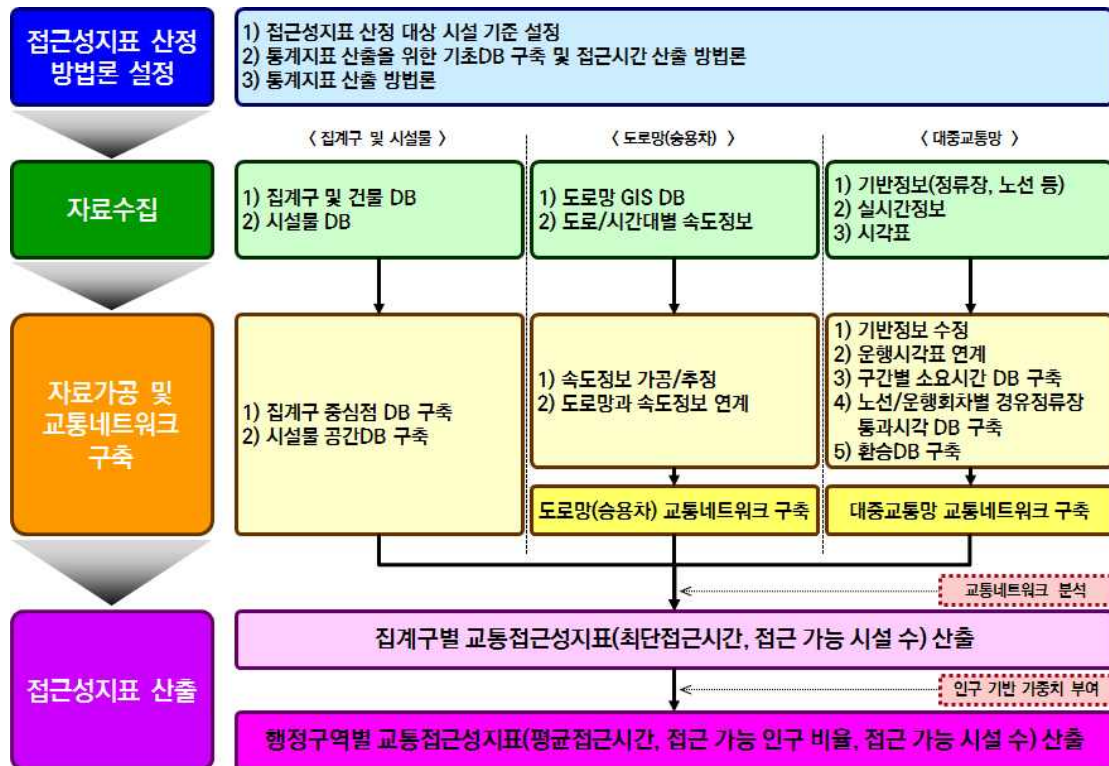 접근성지표 산정
방법론 설정
1) 접근성지표 산정 대상 시설 기준 설정
2) 통계지표 산출을 위한 기초DB 구축 및 접근시간 산출 방법론
3) 통계지표 산출 방법론
〈 집계구 및 시설물 〉
〈 도로망(승용차) 〉
〈 대중교통망 〉
자료수집
1) 집계구 및 건물 DB
2) 시설물 DB
1) 도로망 GIS DB
2) 도로/시간대별 속도정보
1) 기반정보(정류장, 노선 등)
2) 실시간정보
3) 시각표
자료가공 및
교통네트워크
구축
1) 집계구 중심점 DB 구축
2) 시설물 공간DB 구축
1) 속도정보 가공/추정
2) 도로망과 속도정보 연계
1) 기반정보 수정
2) 운행시각표 연계
3) 구간별 소요시간 DB 구축
4) 노선/운행회차별 경유정류장
통과시각 DB 구축
5) 환승DB 구축
도로망(승용차) 교통네트워크 구축
대중교통망 교통네트워크 구축
교통네트워크 분석
접근성지표 산출
집계구별 교통접근성지표(최단접근시간, 접근 가능 시설 수) 산출
인구 기반 가중치 부여
행정구역별 교통접근성지표(평균접근시간, 접근 가능 인구 비율, 접근 가능 시설 수) 산출